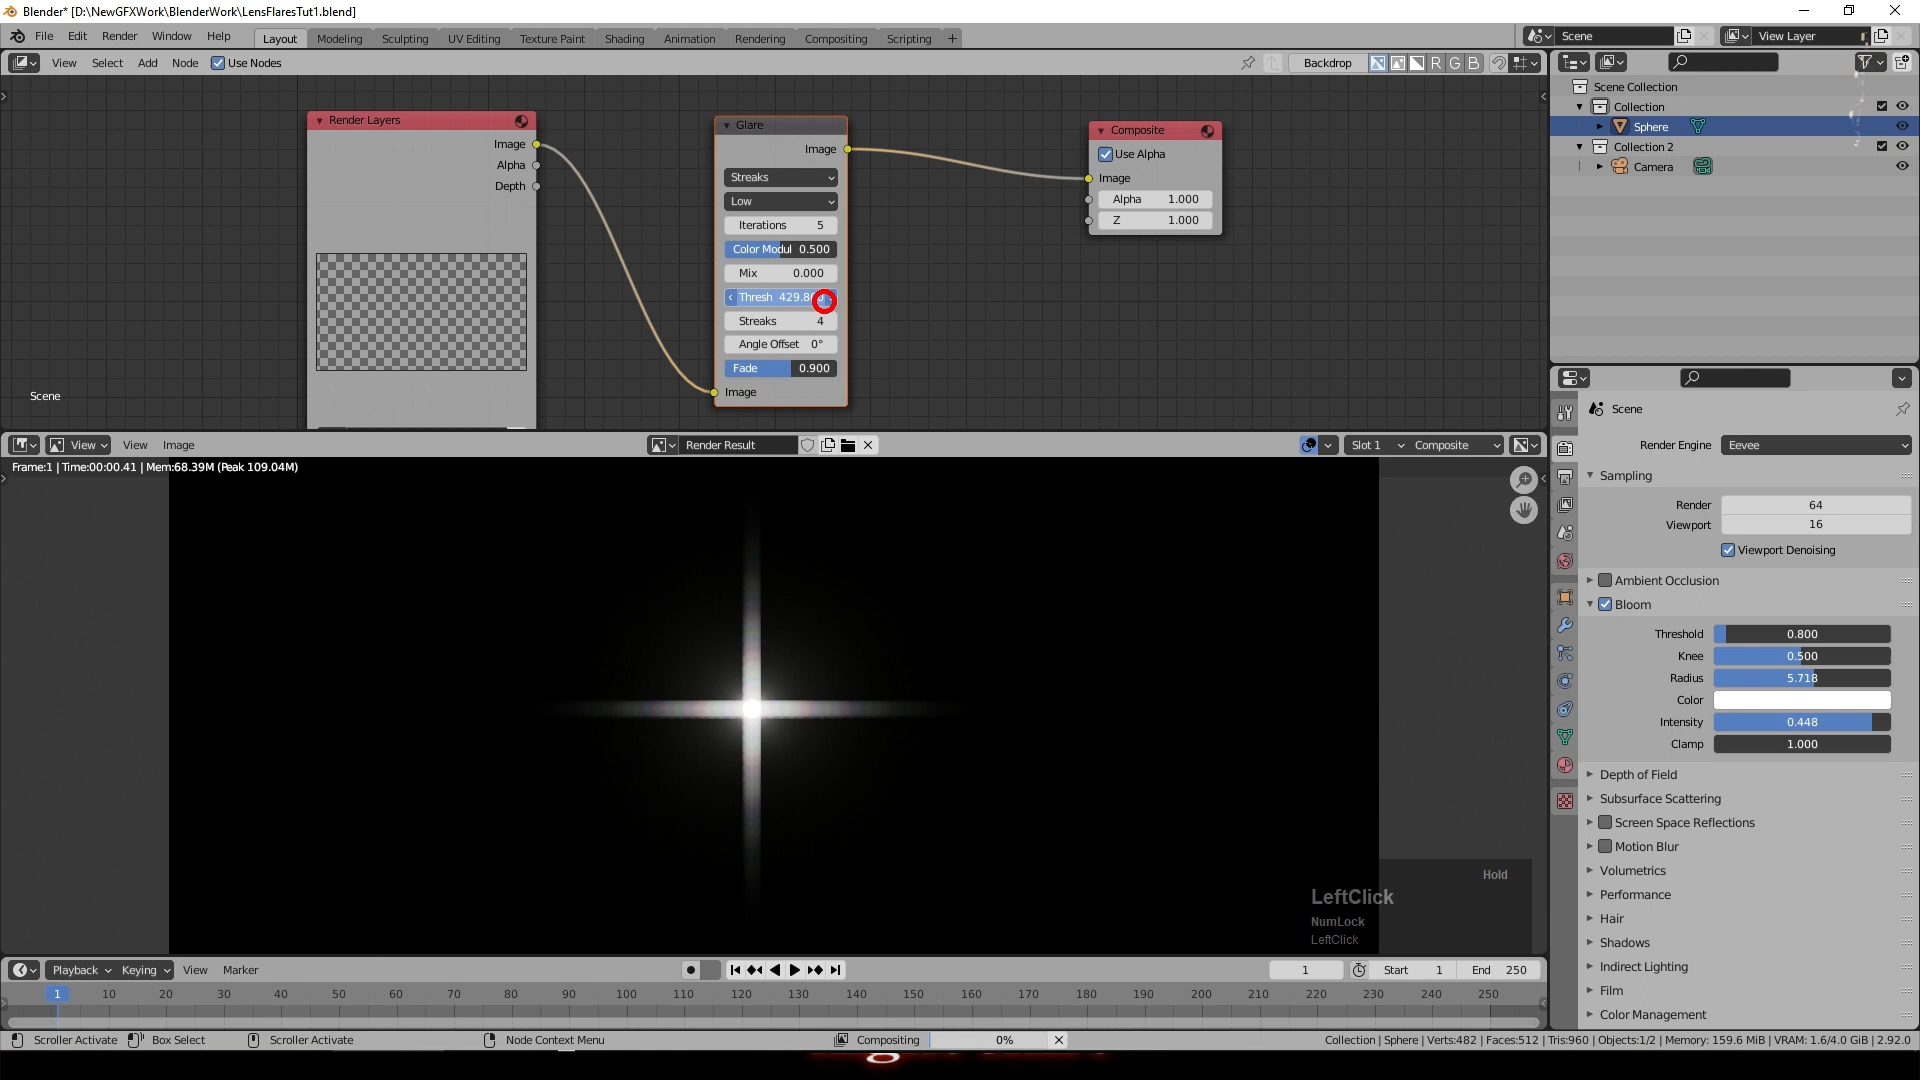 Blender* [D:\NewGFXWork\BlenderWork\LensFlaresTut1.blend]
File Edit Render Window Help Layout Modeling Sculpting UV Editing Texture Paint Shading Animation Rendering Compositing Scripting + Scene View Layer
View Select Add Node Use Nodes Backdrop R G B
Scene Collection
Collection
Sphere
Collection 2
Camera
Render Layers
Image
Alpha
Depth
Glare
Image
Streaks
Low
Iterations 5
Color Modul 0.500
Mix 0.000
Thresh
Streaks 4
Angle Offset 0°
Fade 0.900
Image
Composite
Use Alpha
Image
Alpha 1.000
Z 1.000
Scene
View View Image Render Result Slot 1 Composite
Frame:1 | Time:00:00.41 | Mem:68.39M (Peak 109.04M)
Scene
Render Engine Eevee
Sampling
Render 64
Viewport 16
Viewport Denoising
Ambient Occlusion
Bloom
Threshold 0.800
Knee 0.500
Radius 5.718
Color
Intensity 0.448
Clamp 1.000
Depth of Field
Subsurface Scattering
Screen Space Reflections
Motion Blur
Volumetrics
Performance
Hair
Shadows
Indirect Lighting
Film
Color Management
Hold
LeftClick
NumLock
LeftClick
Playback Keying View Marker 1 Start 1 End 250
1 10 20 30 40 50 60 70 80 90 100 110 120 130 140 150 160 170 180 190 200 210 220 230 240 250
Scroller Activate Box Select Scroller Activate Node Context Menu Compositing 0% Collection | Sphere | Verts:482 | Faces:512 | Tris:960 | Objects:1/2 | Memory: 159.6 MiB | VRAM: 1.6/4.0 GiB | 2.92.0